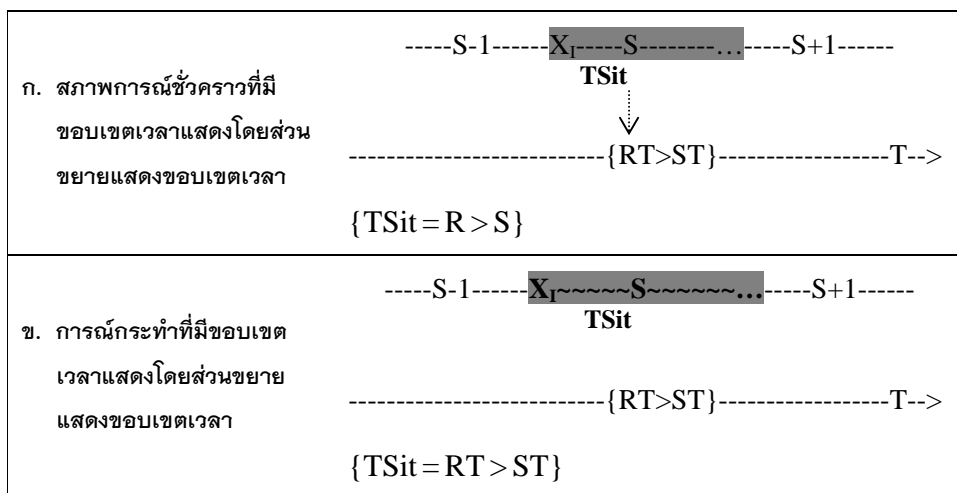 -----S-1------XI-----S--------…-----S+1------
TSit
ก. สภาพการณ์ชั่วคราวที่มี
ขอบเขตเวลาแสดงโดยส่วน
ขยายแสดงขอบเขตเวลา
---------------------------{RT>ST}------------------T-->
{TSit = R > S}
-----S-1------XI~~~~~S~~~~~~…-----S+1------
TSit
ข. การณ์กระทำที่มีขอบเขต
เวลาแสดงโดยส่วนขยาย
แสดงขอบเขตเวลา
---------------------------{RT>ST}------------------T-->
{TSit = RT > ST}